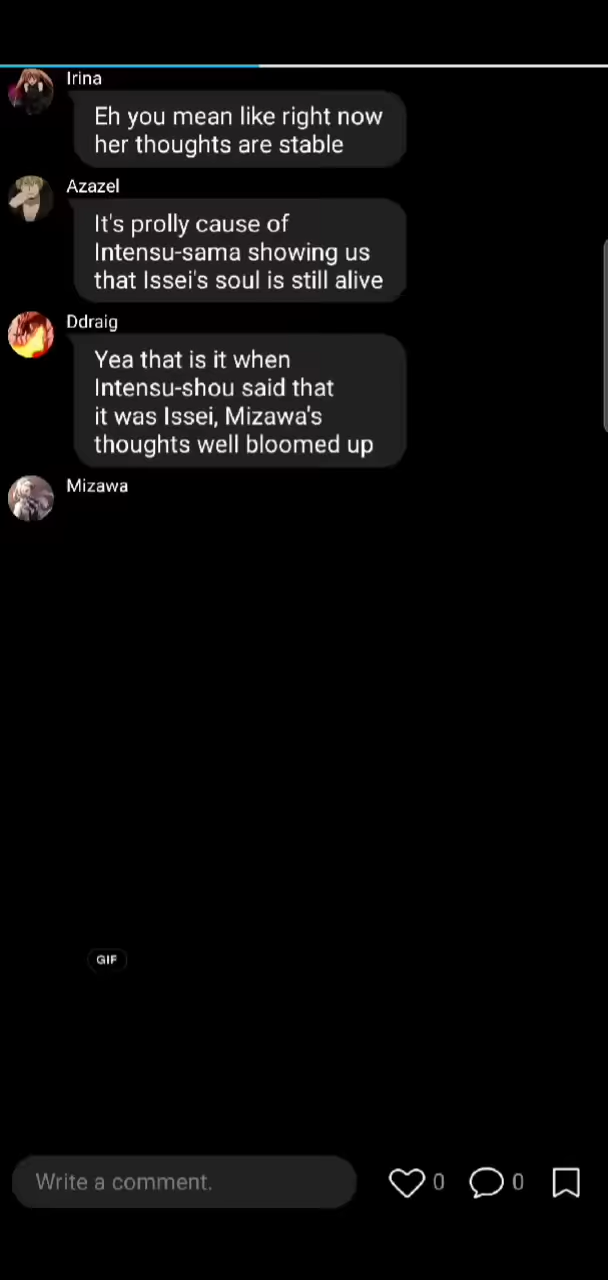 Irina
Eh you mean like right now
her thoughts are stable
Azazel
It's prolly cause of
Intensu-sama showing us
that Issei's soul is still alive
Ddraig
Yea that is it when
Intensu-shou said that
it was Issei, Mizawa's
thoughts well bloomed up
Mizawa
GIF
Write a comment.
0
0